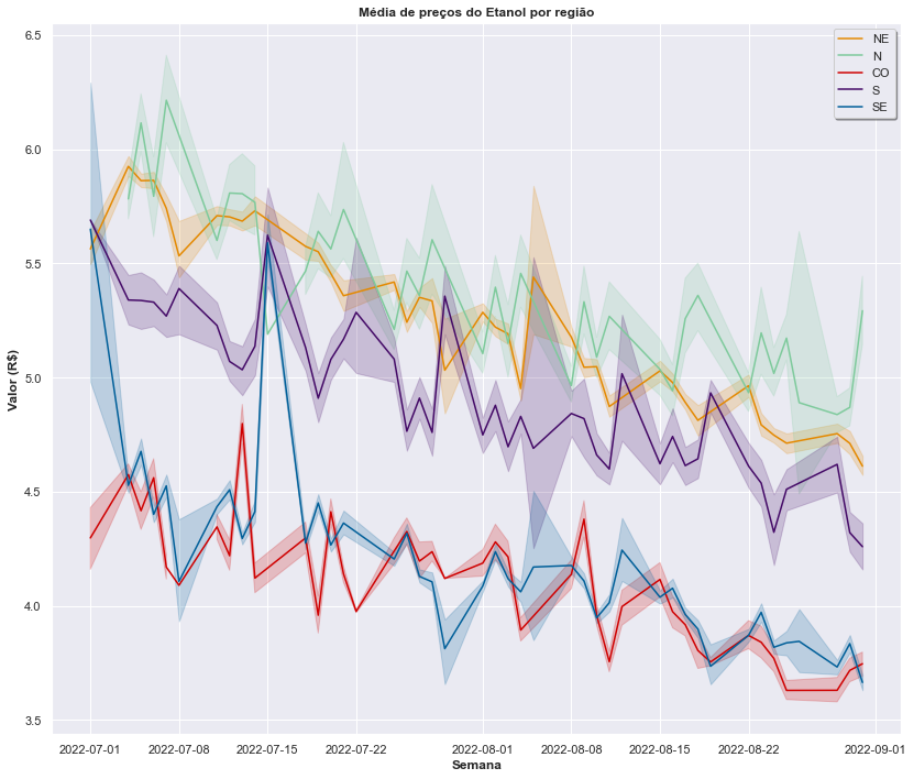 Média de preços do Etanol por região
NE
N
CO
S
SE
Valor (R$)
6.5
6.0
5.5
5.0
4.5
4.0
3.5
2022-07-01 2022-07-08 2022-07-15 2022-07-22 2022-08-01 2022-08-08 2022-08-15 2022-08-22 2022-09-01
Semana